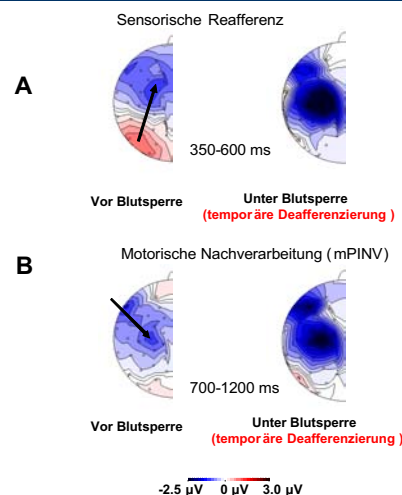 Sensorische Reafferenz
A
350-600 ms
Vor Blutsperre
Unter Blutsperre
(temporäre Deafferenzierung )
B
Motorische Nachverarbeitung (mPINV)
700-1200 ms
Vor Blutsperre
Unter Blutsperre
(temporäre Deafferenzierung )
-2.5 µV 0 µV 3.0 µV